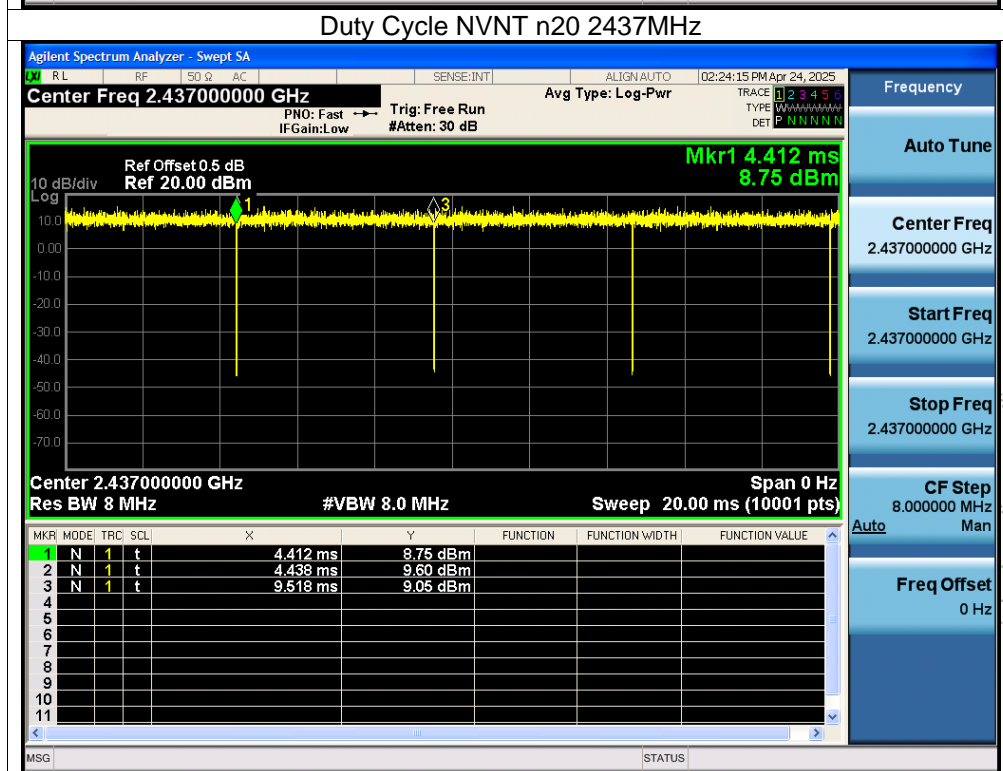 Duty Cycle NVNT n20 2437MHz
Agilent Spectrum Analyzer - Swept SA
LXI RL RF 50 Ω AC SENSE:INT ALIGN AUTO 02:24:15 PM Apr 24, 2025
Center Freq 2.437000000 GHz
PNO: Fast
IFGain:Low
Trig: Free Run
#Atten: 30 dB
Avg Type: Log-Pwr
TRACE 1 2 3 4 5 6
TYPE
DET P N N N N N
Mkr1 4.412 ms
8.75 dBm
Ref Offset 0.5 dB
10 dB/div Ref 20.00 dBm
Log
1
3
10.0
0.00
-10.0
-20.0
-30.0
-40.0
-50.0
-60.0
-70.0
Center 2.437000000 GHz Span 0 Hz
Res BW 8 MHz #VBW 8.0 MHz Sweep 20.00 ms (10001 pts)
MKR MODE TRC SCL X Y FUNCTION FUNCTION WIDTH FUNCTION VALUE
1 N 1 t 4.412 ms 8.75 dBm
2 N 1 t 4.438 ms 9.60 dBm
3 N 1 t 9.518 ms 9.05 dBm
4
5
6
7
8
9
10
11
MSG STATUS
Frequency
Auto Tune
Center Freq
2.437000000 GHz
Start Freq
2.437000000 GHz
Stop Freq
2.437000000 GHz
CF Step
8.000000 MHz
Auto Man
Freq Offset
0 Hz